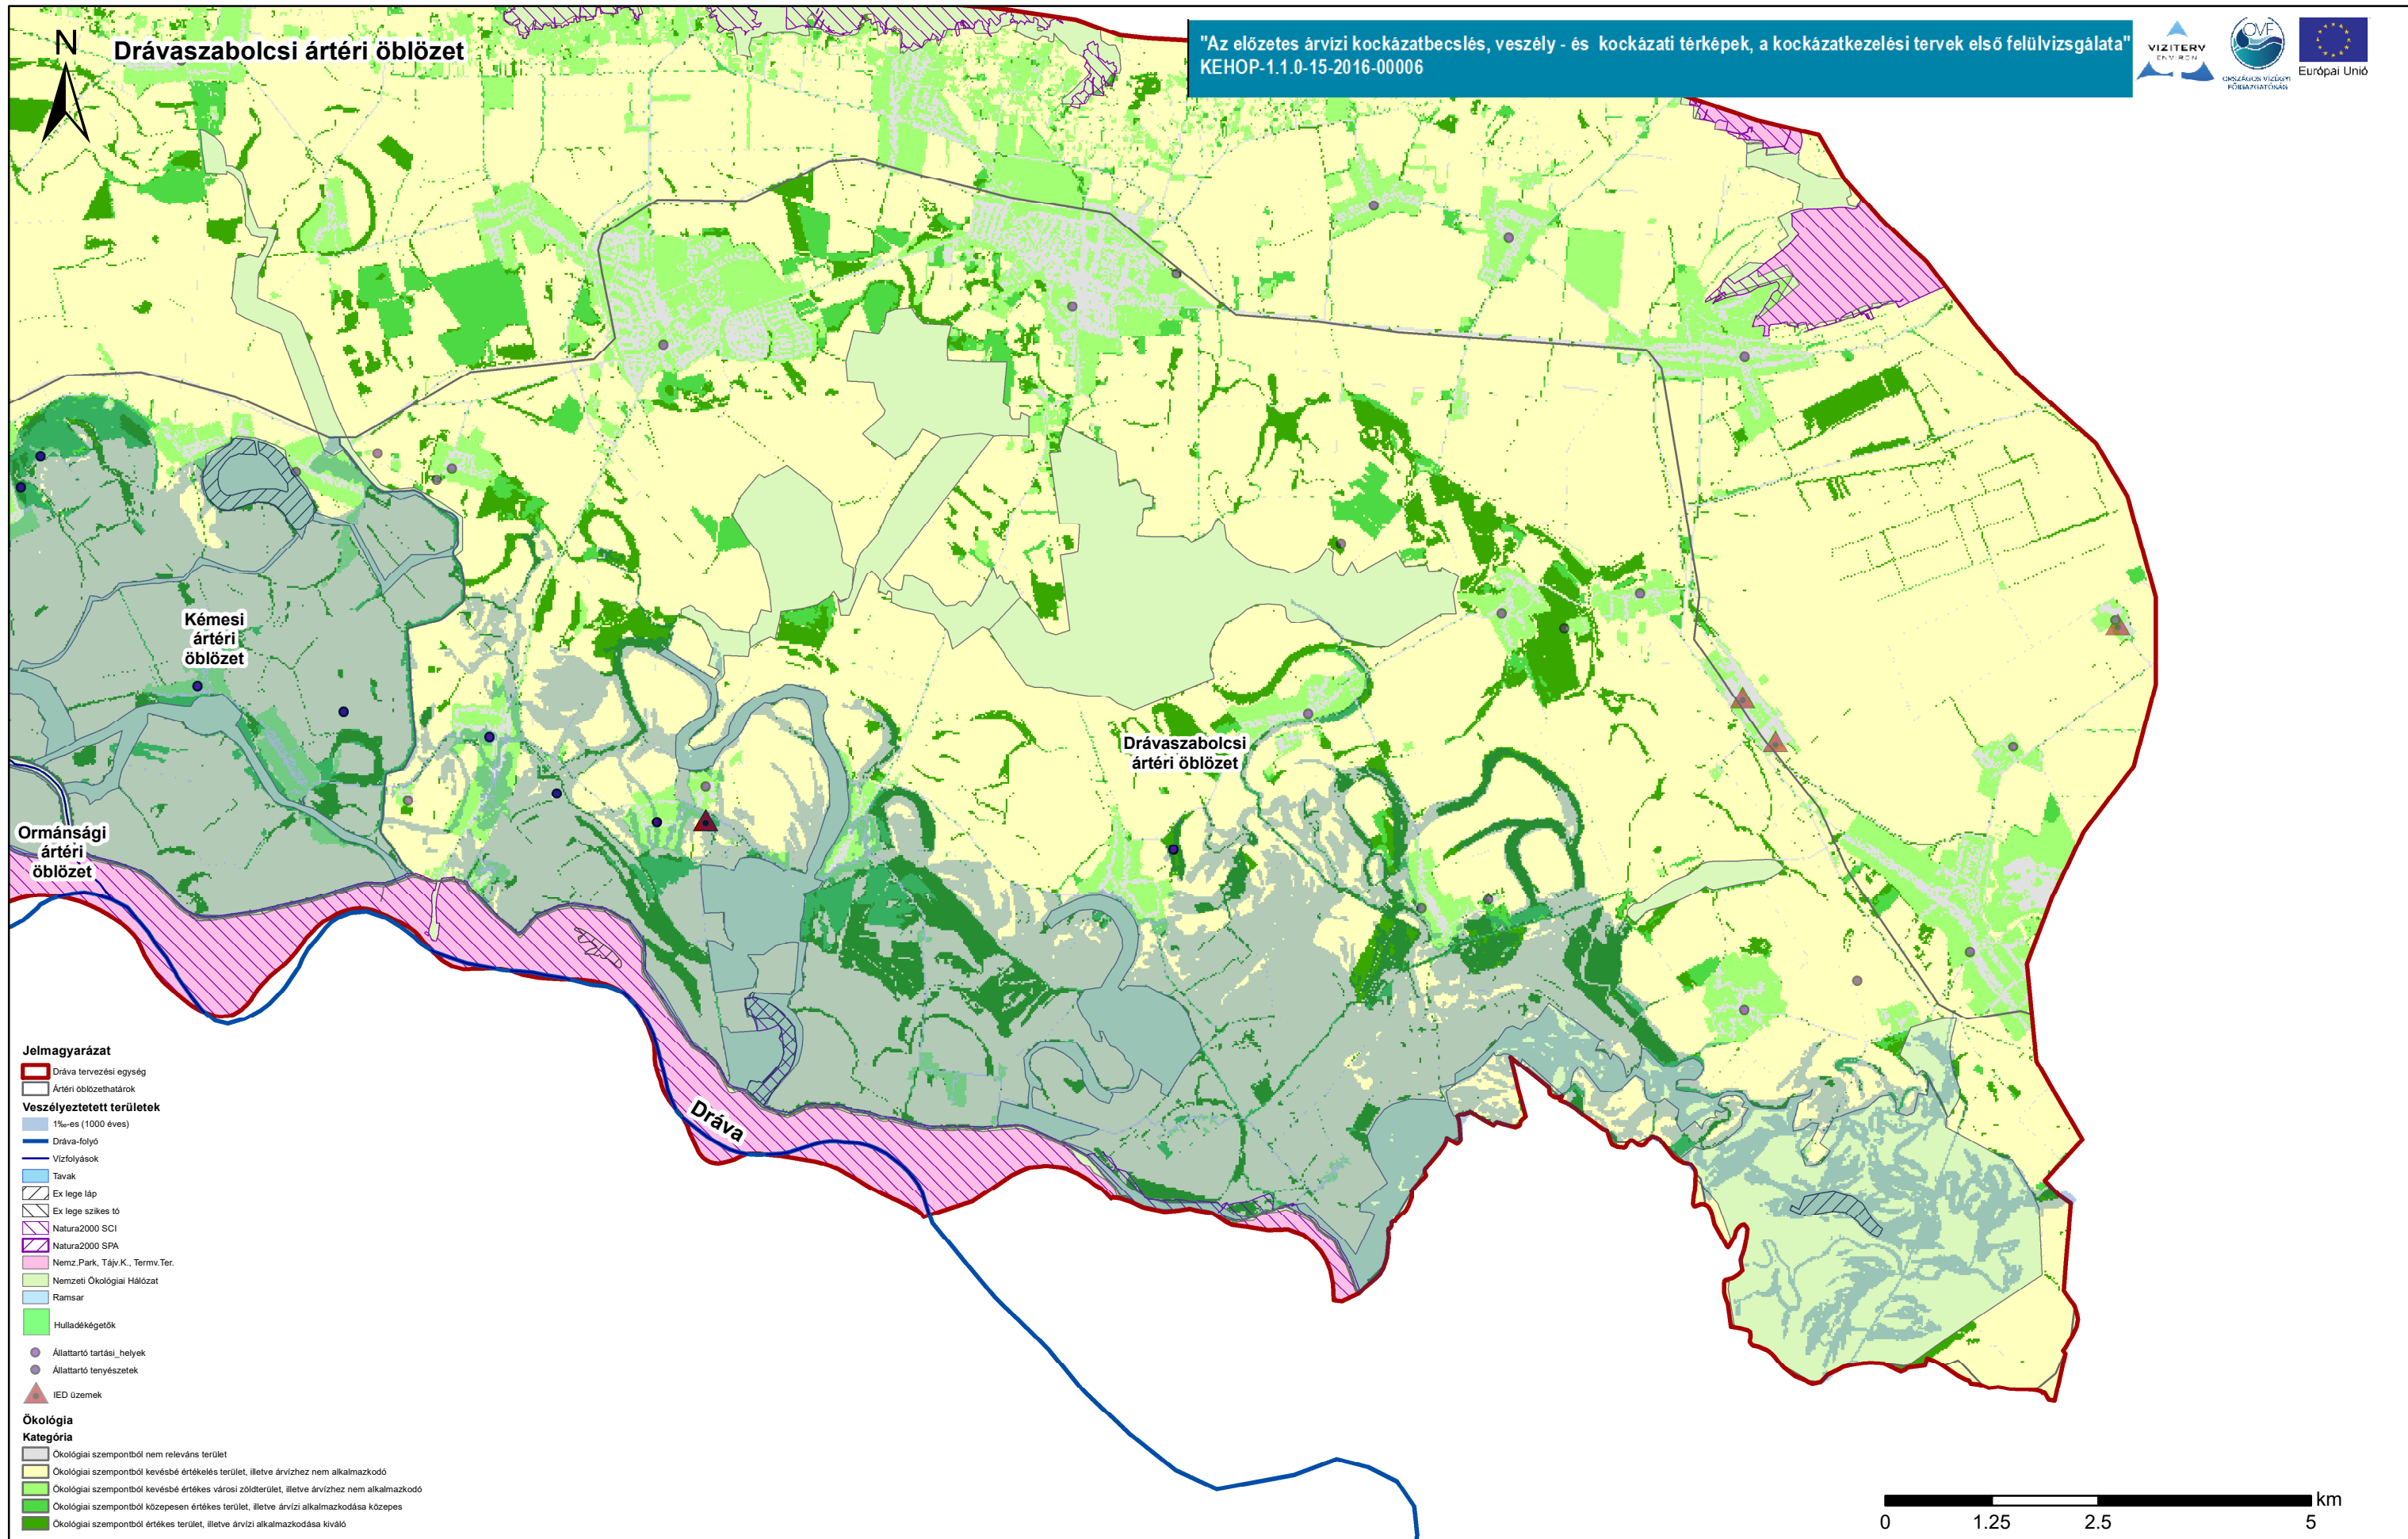 N
Drávaszabolcsi ártéri öblözet
"Az előzetes árvízi kockázatbecslés, veszély - és kockázati térképek, a kockázatkezelési tervek első felülvizsgálata"
KEHOP-1.1.0-15-2016-00006
VIZITERV
ENVIRON
OVF
ORSZÁGOS VÍZÜGYI
FŐIGAZGATÓSÁG
Európai Unió
Kémesi
ártéri
öblözet
Drávaszabolcsi
ártéri öblözet
Ormánsági
ártéri
öblözet
Dráva
Jelmagyarázat
Dráva tervezési egység
Ártéri öblözethatárok
Veszélyeztetett területek
1‰-es (1000 éves)
Dráva-folyó
Vízfolyások
Tavak
Ex lege láp
Ex lege szikes tó
Natura2000 SCI
Natura2000 SPA
Nemz.Park, Tájv.K., Termv.Ter.
Nemzeti Ökológiai Hálózat
Ramsar
Hulladékégetők
Állattartó tartási_helyek
Állattartó tenyészetek
IED üzemek
Ökológia
Kategória
Ökológiai szempontból nem releváns terület
Ökológiai szempontból kevésbé értékelés terület, illetve árvízhez nem alkalmazkodó
Ökológiai szempontból kevésbé értékes városi zöldterület, illetve árvízhez nem alkalmazkodó
Ökológiai szempontból közepesen értékes terület, illetve árvízi alkalmazkodása közepes
Ökológiai szempontból értékes terület, illetve árvízi alkalmazkodása kiváló
km
0 1.25 2.5 5